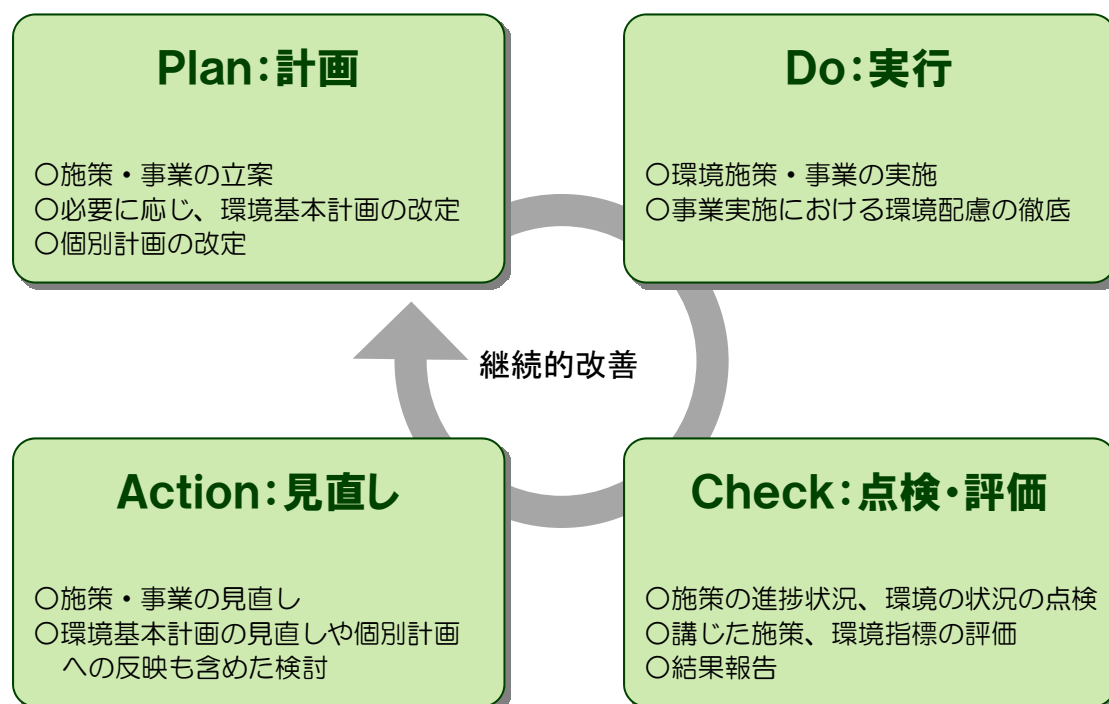 Plan：計画
○施策・事業の立案
○必要に応じ、環境基本計画の改定
○個別計画の改定
Do：実行
○環境施策・事業の実施
○事業実施における環境配慮の徹底
継続的改善
Action：見直し
○施策・事業の見直し
○環境基本計画の見直しや個別計画
への反映も含めた検討
Check：点検・評価
○施策の進捗状況、環境の状況の点検
○講じた施策、環境指標の評価
○結果報告